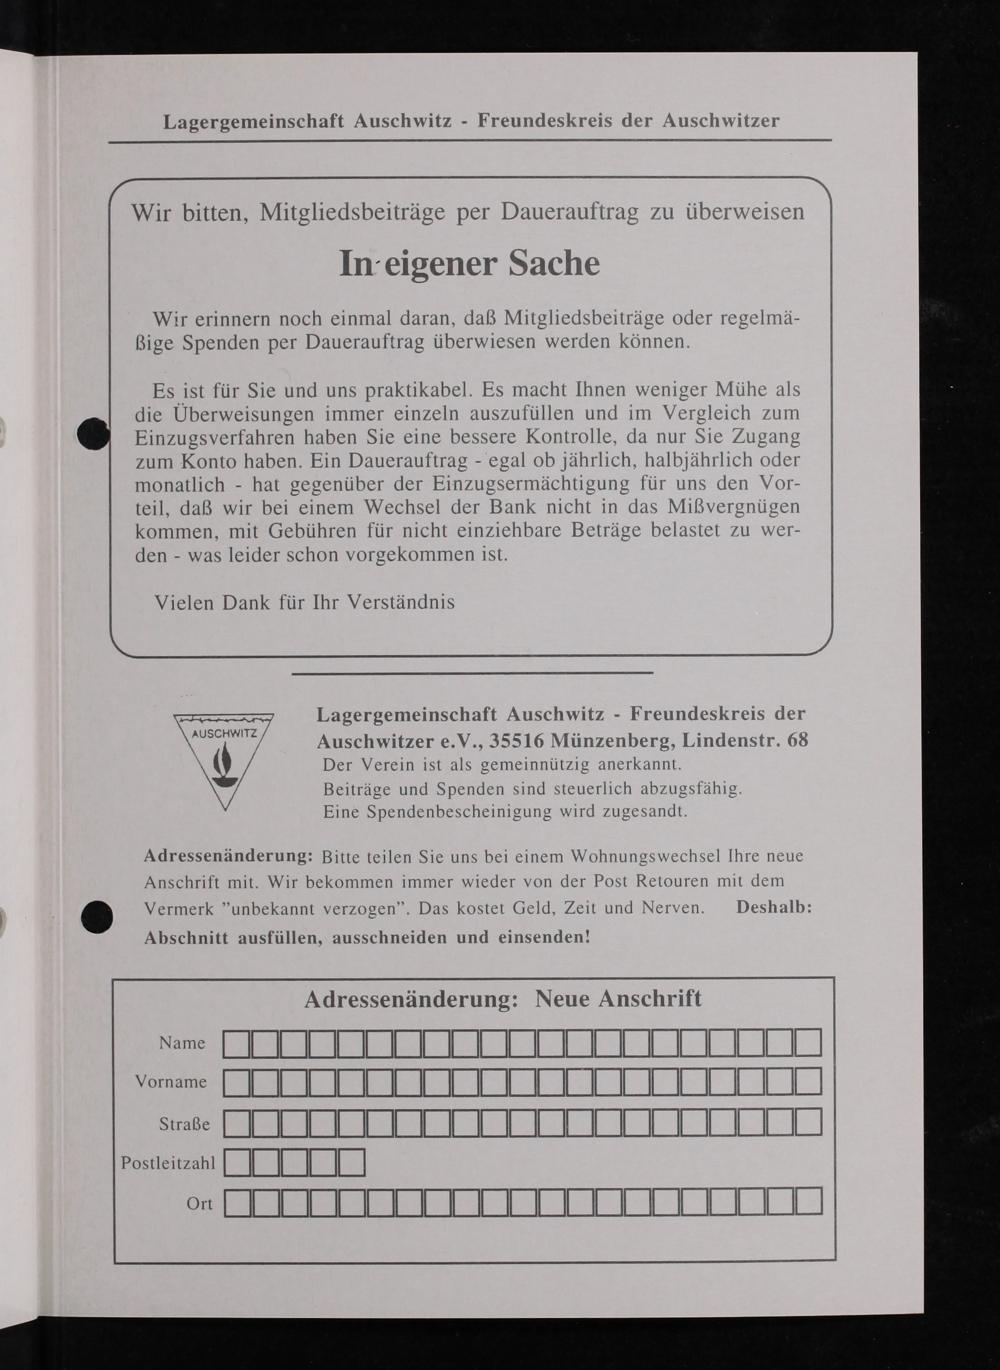 Lagergemeinschaft Auschwitz - Freundeskreis der Auschwitzer
Wir bitten, Mitgliedsbeiträge per Dauerauftrag zu überweisen
In eigener Sache
Wir erinnern noch einmal daran, daß Mitgliedsbeiträge oder regelmä-
ßige Spenden per Dauerauftrag überwiesen werden können.
Es ist für Sie und uns praktikabel. Es macht Ihnen weniger Mühe als
die Überweisungen immer einzeln auszufüllen und im Vergleich zum
Einzugsverfahren haben Sie eine bessere Kontrolle, da nur Sie Zugang
zum Konto haben. Ein Dauerauftrag - egal ob jährlich, halbjährlich oder
monatlich - hat gegenüber der Einzugsermächtigung für uns den Vor-
teil, daß wir bei einem Wechsel der Bank nicht in das Mißvergnügen
kommen, mit Gebühren für nicht einziehbare Beträge belastet zu wer-
den - was leider schon vorgekommen ist.
Vielen Dank für Ihr Verständnis
AUSCHWITZ
Lagergemeinschaft Auschwitz - Freundeskreis der
Auschwitzer e.V., 35516 Münzenberg, Lindenstr. 68
Der Verein ist als gemeinnützig anerkannt.
Beiträge und Spenden sind steuerlich abzugsfähig.
Eine Spendenbescheinigung wird zugesandt.
Adressenänderung: Bitte teilen Sie uns bei einem Wohnungswechsel Ihre neue
Anschrift mit. Wir bekommen immer wieder von der Post Retouren mit dem
Vermerk ”unbekannt verzogen”. Das kostet Geld, Zeit und Nerven. Deshalb:
Abschnitt ausfüllen, ausschneiden und einsenden!
Adressenänderung: Neue Anschrift
Name
Vorname
Straße
Postleitzahl
Ort